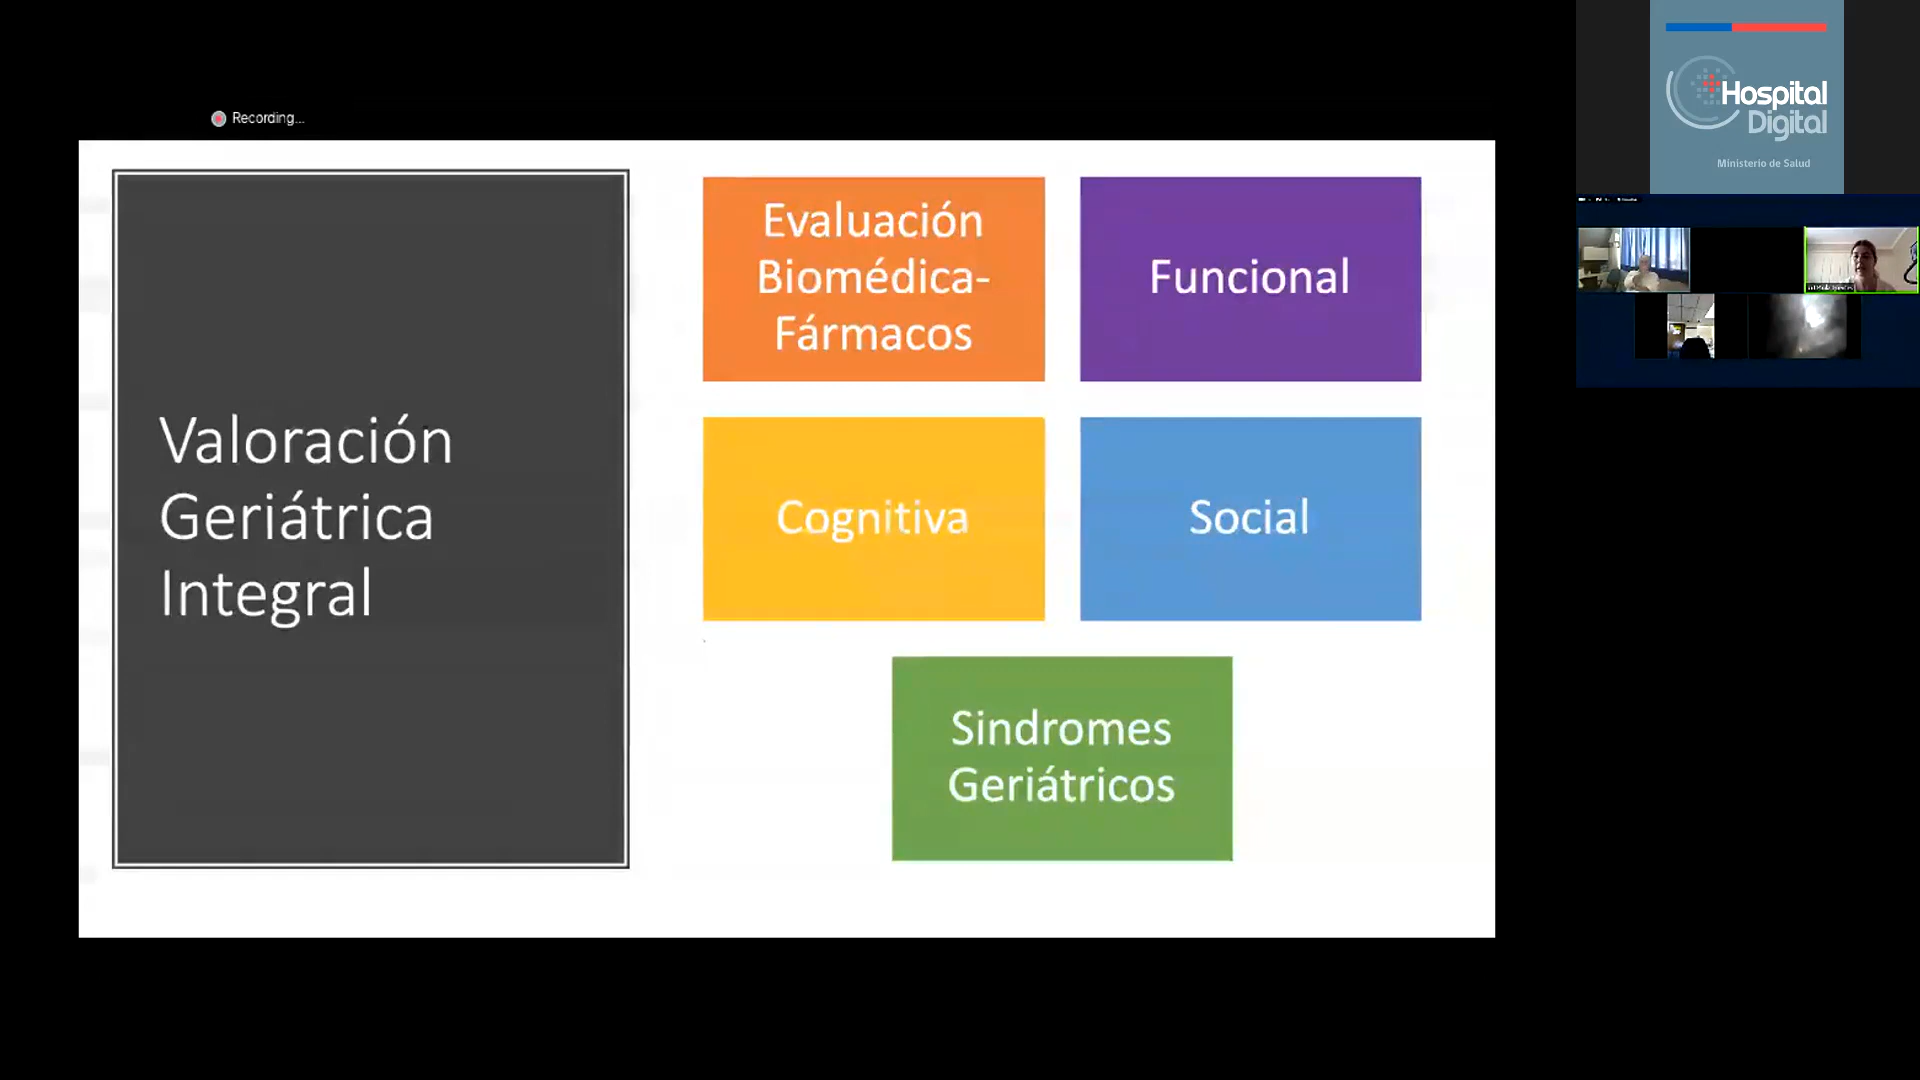 Recording...
Valoración
Geriátrica
Integral
Evaluación
Biomédica-
Fármacos
Funcional
Cognitiva
Social
Sindromes
Geriátricos
Hospital
Digital
Ministerio de Salud